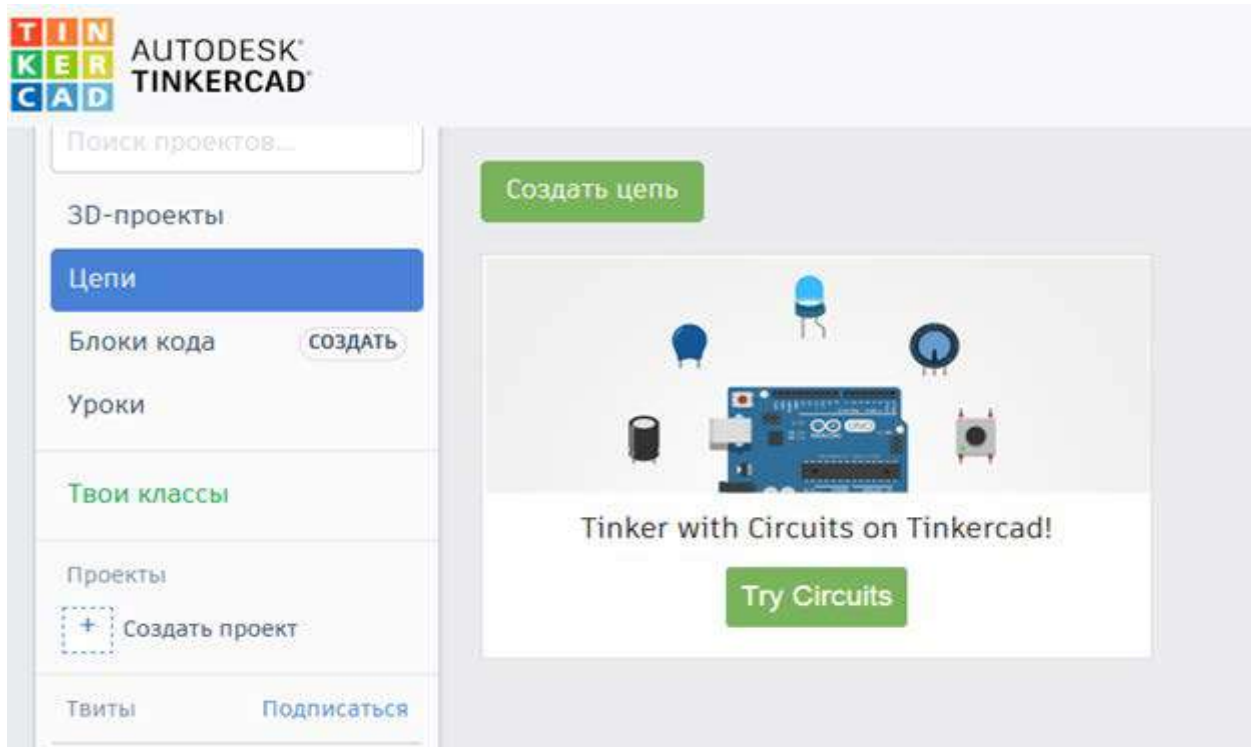 TIN
KER
CAD
AUTODESK®
TINKERCAD®
Поиск проектов...
3D-проекты
Цепи
Блоки кода СОЗДАТЬ
Уроки
Твои классы
Проекты
+ Создать проект
Твиты Подписаться
Создать цепь
Tinker with Circuits on Tinkercad!
Try Circuits